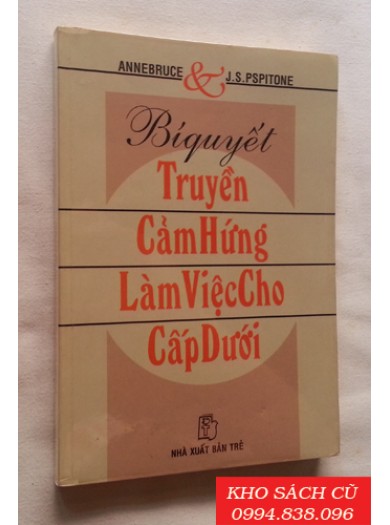 ANNEBRUCE & J.S.PSPITONE
Bíquyết
Truyền
CảmHứng
LàmViệcCho
CấpDưới
NHÀ XUẤT BẢN TRẺ
KHO SÁCH CŨ
0994.838.096